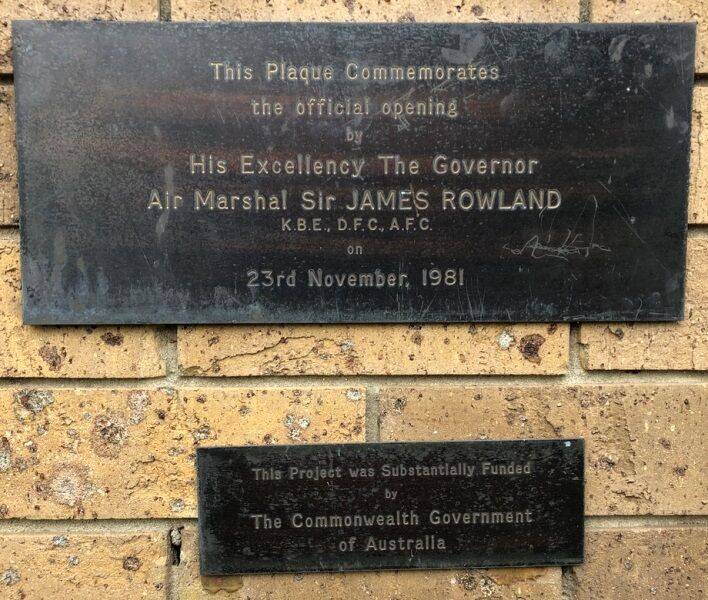 This Plaque Commemorates
the official opening
by
His Excellency The Governor
Air Marshal Sir JAMES ROWLAND
K.B.E., D.F.C., A.F.C.
on
23rd November, 1981
This Project was Substantially Funded
by
The Commonwealth Government
of Australia